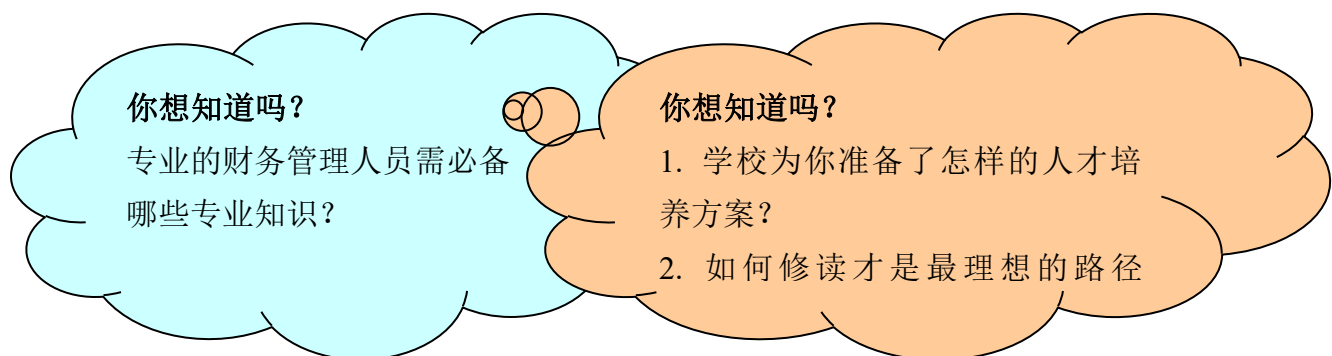 你想知道吗？
专业的财务管理人员需必备
哪些专业知识？
你想知道吗？
1. 学校为你准备了怎样的人才培
养方案？
2. 如何修读才是最理想的路径